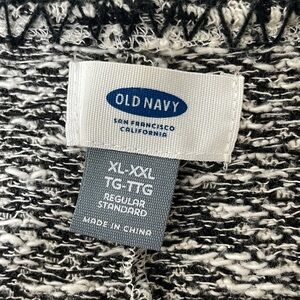 OLD NAVY
SAN FRANCISCO
CALIFORNIA
XL-XXL
TG-TTG
REGULAR
STANDARD
MADE IN CHINA